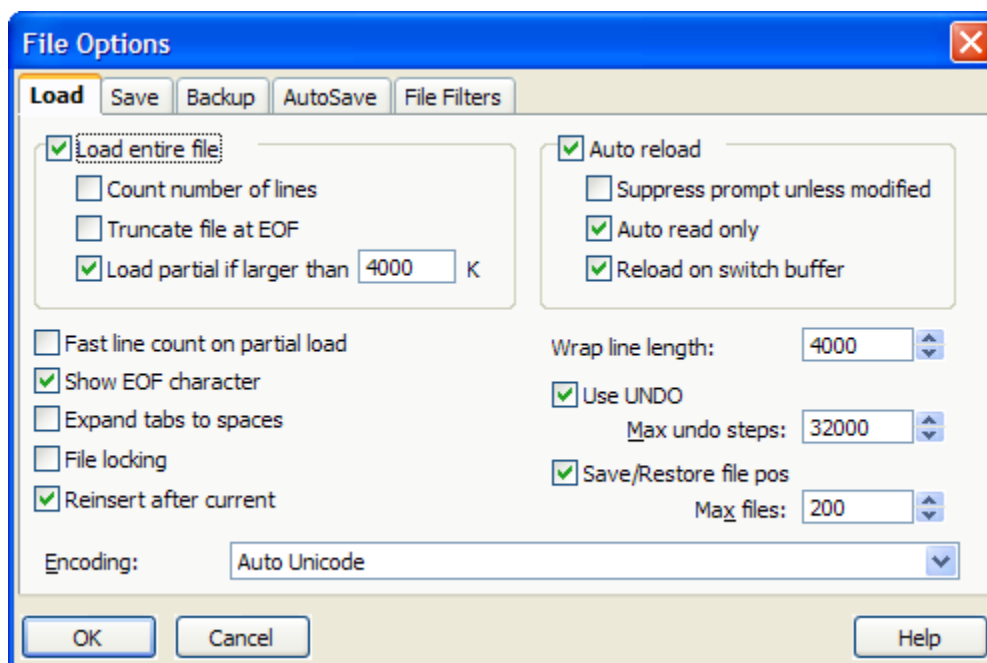 File Options
Load Save Backup AutoSave File Filters
Load entire file
Count number of lines
Truncate file at EOF
Load partial if larger than 4000 K
Auto reload
Suppress prompt unless modified
Auto read only
Reload on switch buffer
Fast line count on partial load
Show EOF character
Expand tabs to spaces
File locking
Reinsert after current
Wrap line length: 4000
Use UNDO
Max undo steps: 32000
Save/Restore file pos
Max files: 200
Encoding: Auto Unicode
OK Cancel Help